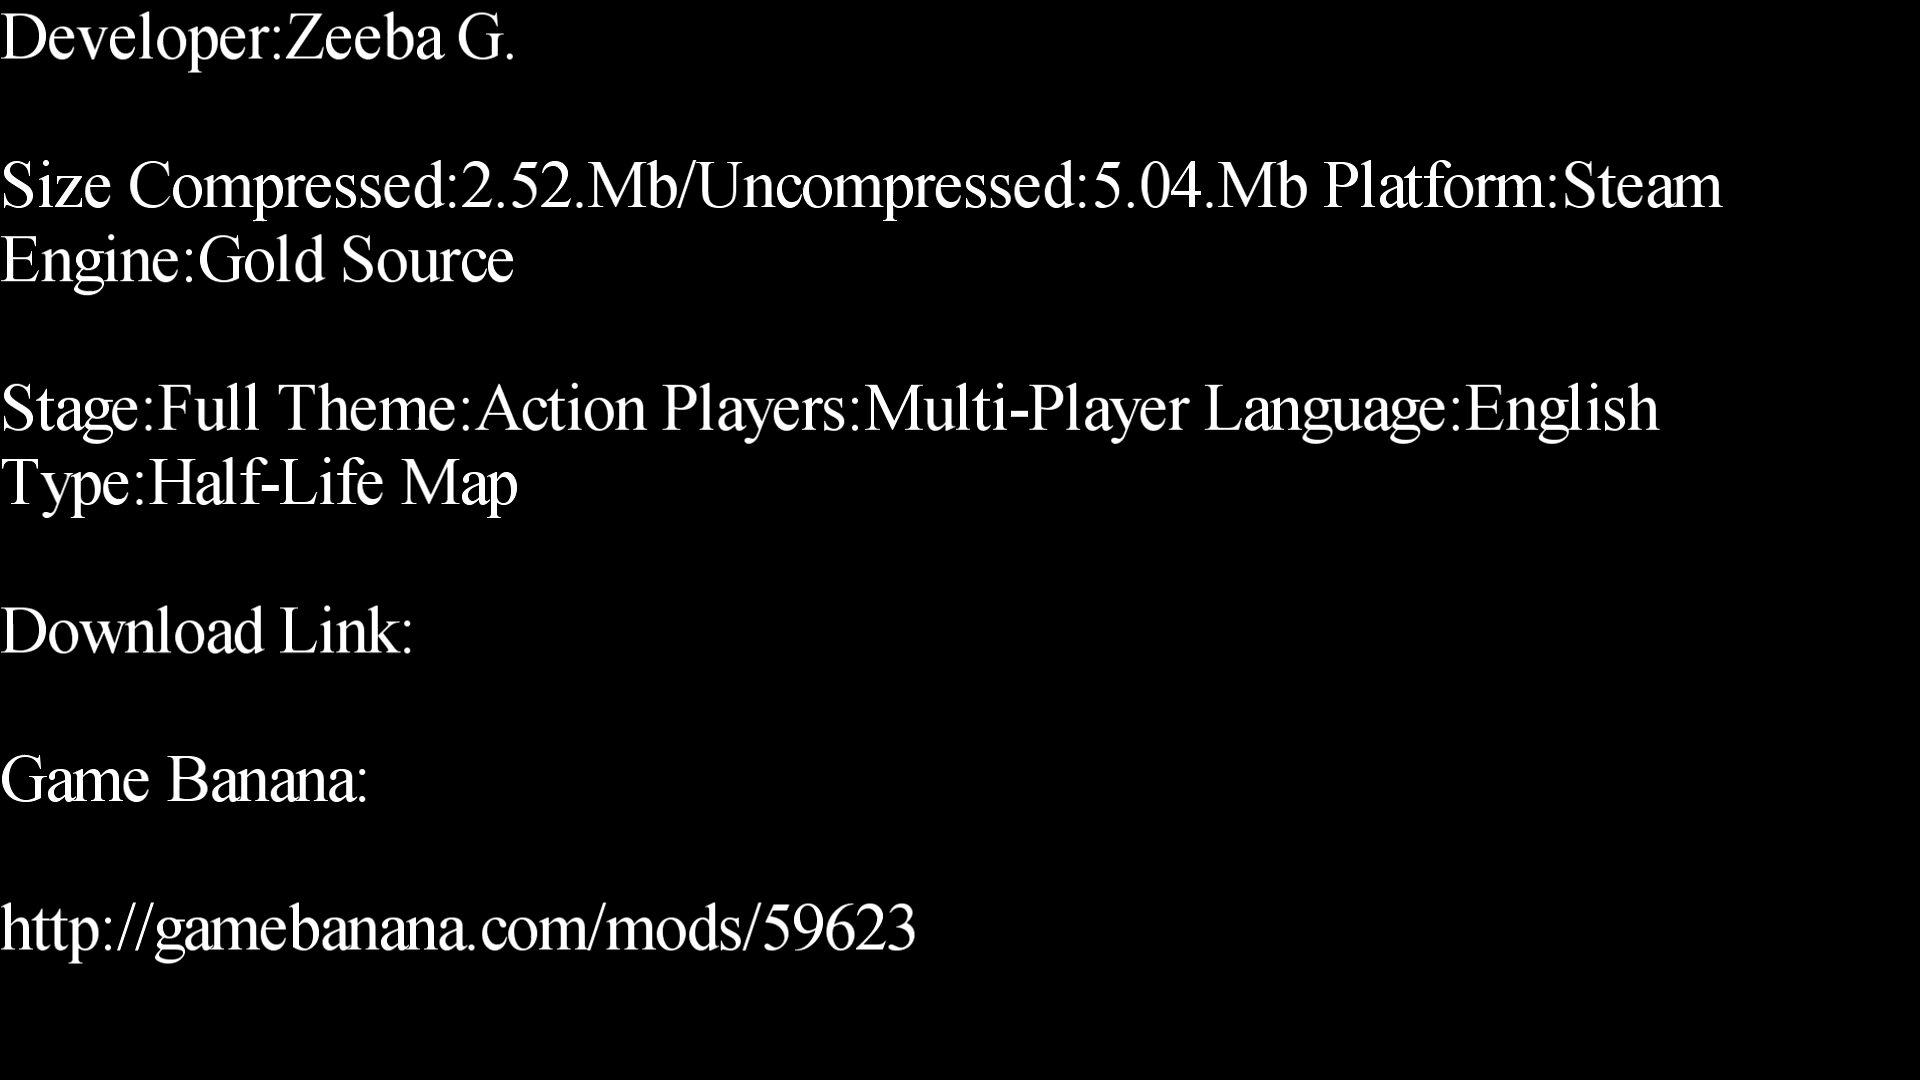 Developer:Zeeba G.
Size Compressed:2.52.Mb/Uncompressed:5.04.Mb Platform:Steam
Engine:Gold Source
Stage:Full Theme:Action Players:Multi-Player Language:English
Type:Half-Life Map
Download Link:
Game Banana:
http://gamebanana.com/mods/59623